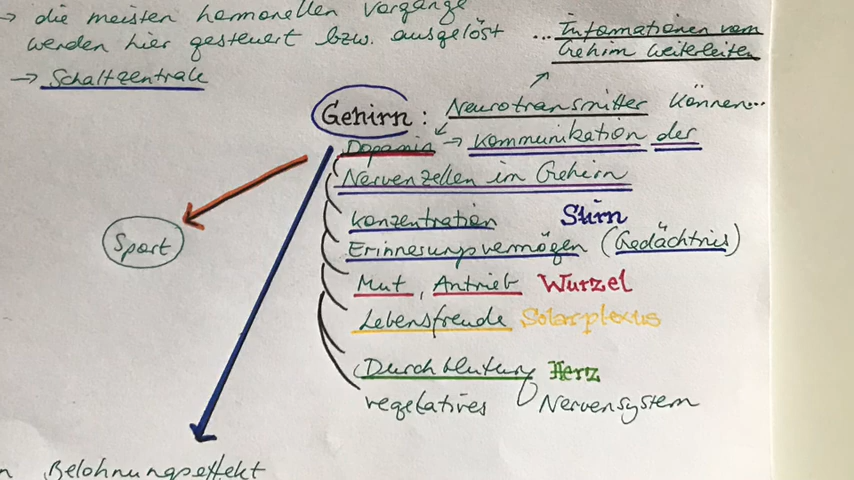 → die meisten hormonellen Vorgänge
werden hier gesteuert bzw. ausgelöst
→ Schaltzentrale
... Informationen vom
Gehirn weiterleiten
Gehirn : Neurotransmitter können...
Dopamin → Kommunikation der
Nervenzellen im Gehirn
Konzentration Stirn
Erinnerungsvermögen (Gedächtnis)
Mut, Antrieb Wurzel
Lebensfreude Solarplexus
Durchblutung Herz
vegetatives Nervensystem
Sport
Belohnungseffekt